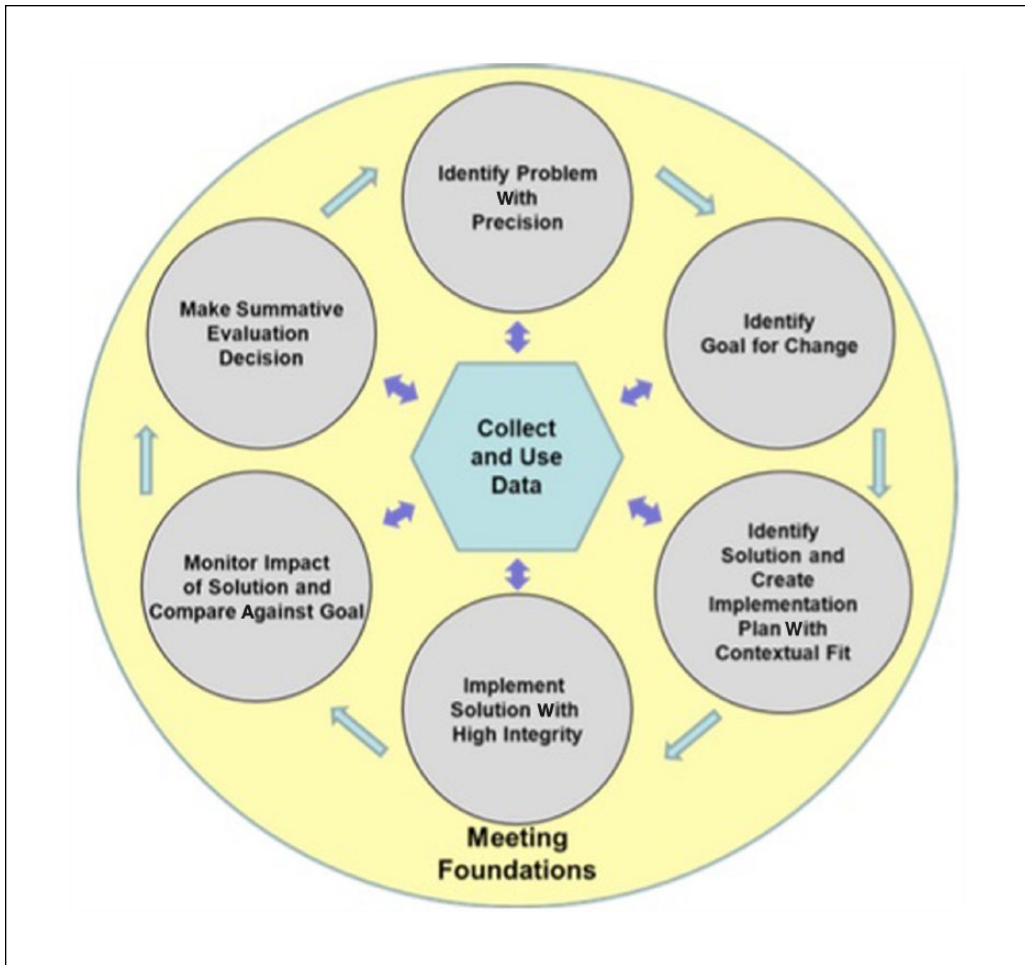 Identify Problem
With
Precision
Make Summative
Evaluation
Decision
Identify
Goal for Change
Collect
and Use
Data
Monitor Impact
of Solution and
Compare Against Goal
Identify
Solution and
Create
Implementation
Plan With
Contextual Fit
Implement
Solution With
High Integrity
Meeting
Foundations